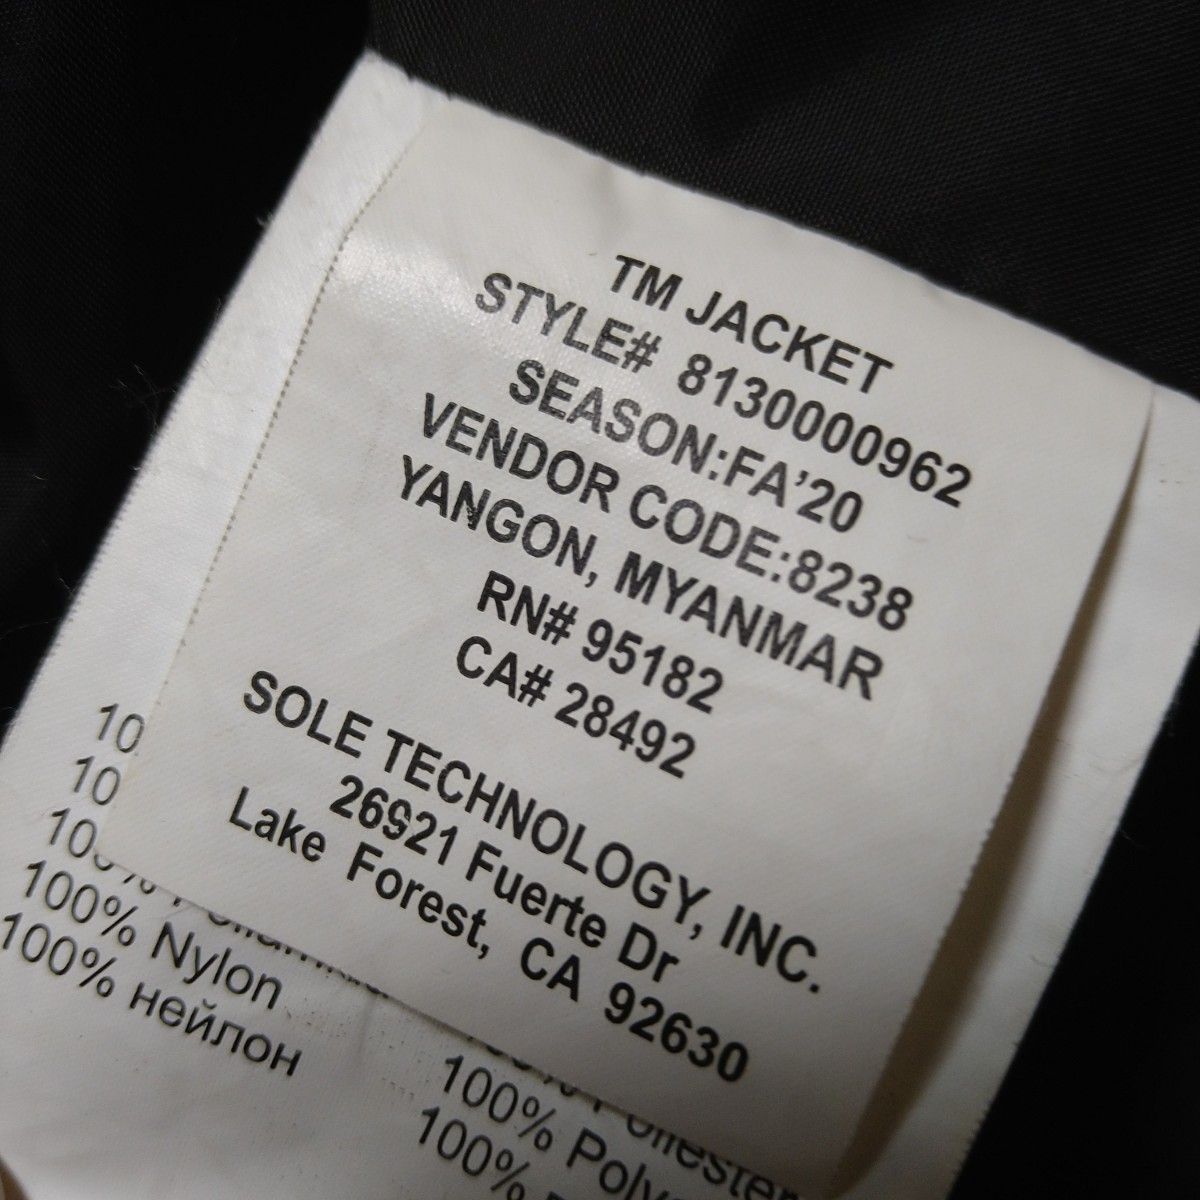 TM JACKET
STYLE# 8130000962
SEASON:FA'20
VENDOR CODE:8238
YANGON, MYANMAR
RN# 95182
CA# 28492
SOLE TECHNOLOGY, INC.
26921 Fuerte Dr
Lake Forest, CA 92630
100% Nylon
100% нейлон
100%
100%